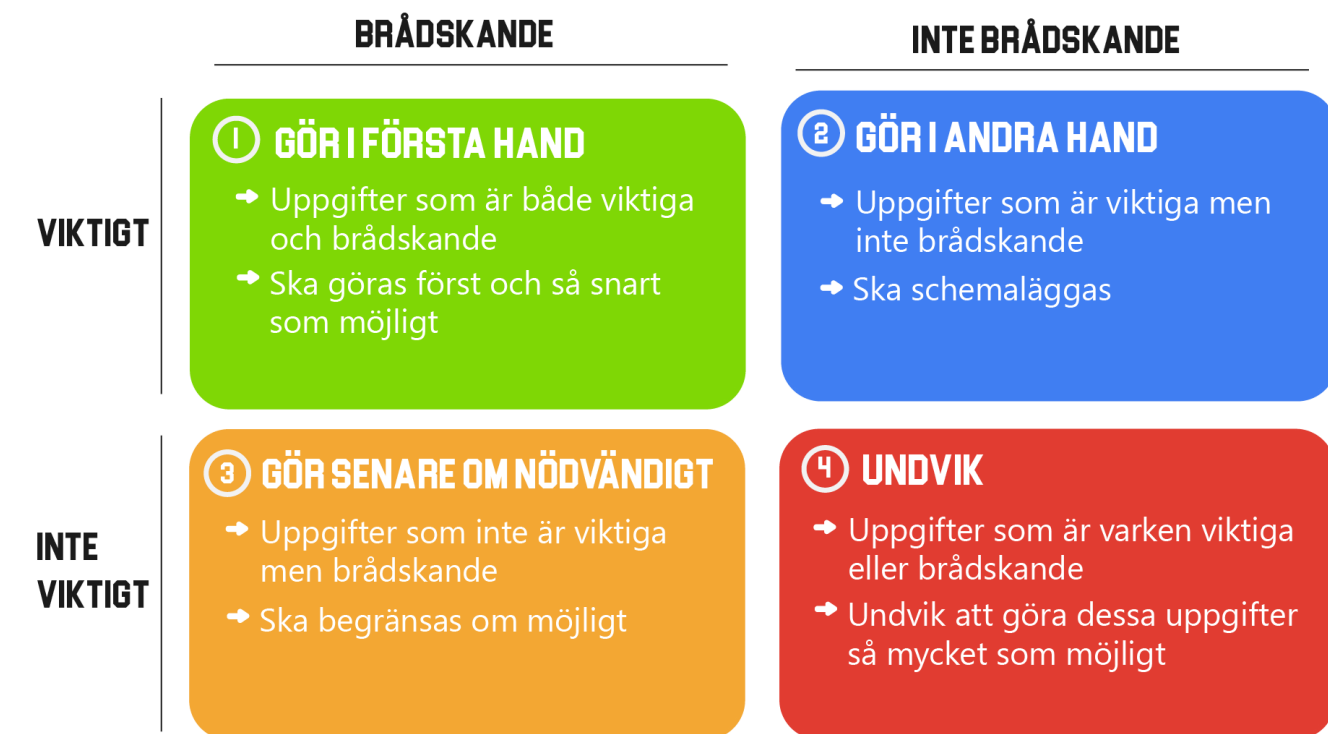 BRÅDSKANDE
INTE BRÅDSKANDE
VIKTIGT
1 GÖR I FÖRSTA HAND
Uppgifter som är både viktiga
och brådskande
Ska göras först och så snart
som möjligt
2 GÖR I ANDRA HAND
Uppgifter som är viktiga men
inte brådskande
Ska schemaläggas
INTE
VIKTIGT
3 GÖR SENARE OM NÖDVÄNDIGT
Uppgifter som inte är viktiga
men brådskande
Ska begränsas om möjligt
4 UNDVIK
Uppgifter som är varken viktiga
eller brådskande
Undvik att göra dessa uppgifter
så mycket som möjligt